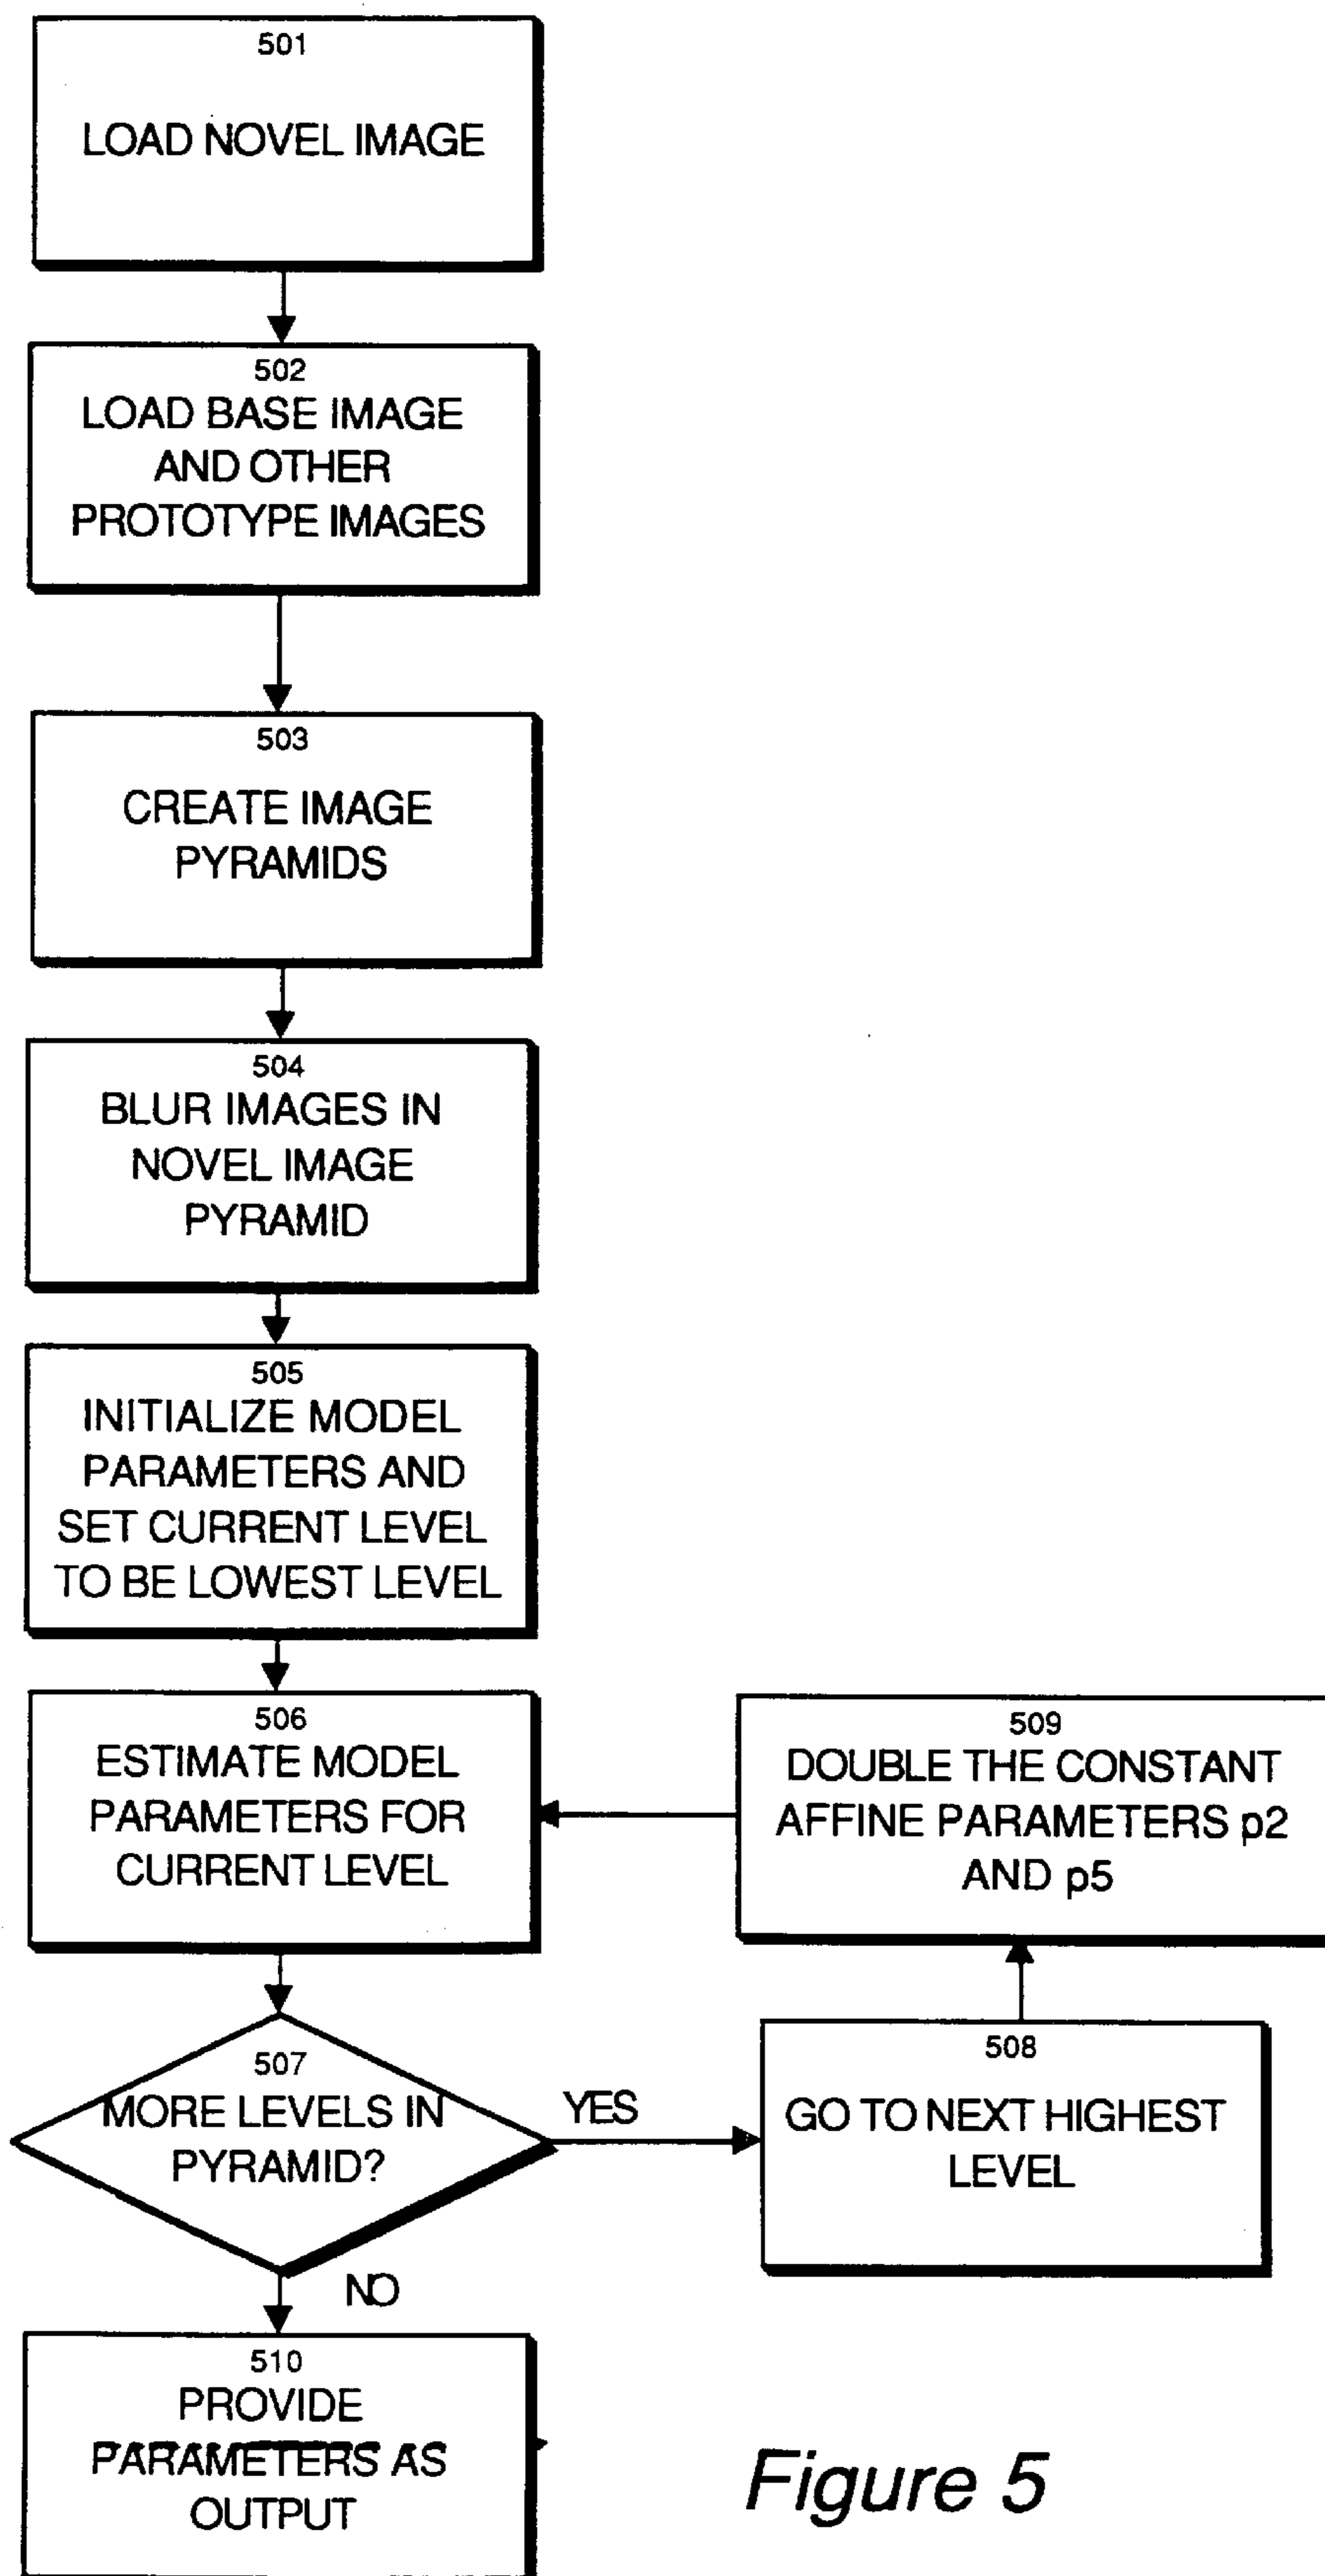 501
LOAD NOVEL IMAGE
502
LOAD BASE IMAGE
AND OTHER
PROTOTYPE IMAGES
503
CREATE IMAGE
PYRAMIDS
504
BLUR IMAGES IN
NOVEL IMAGE
PYRAMID
505
INITIALIZE MODEL
PARAMETERS AND
SET CURRENT LEVEL
TO BE LOWEST LEVEL
506
ESTIMATE MODEL
PARAMETERS FOR
CURRENT LEVEL
509
DOUBLE THE CONSTANT
AFFINE PARAMETERS p2
AND p5
507
MORE LEVELS IN
PYRAMID?
YES
508
GO TO NEXT HIGHEST
LEVEL
NO
510
PROVIDE
PARAMETERS AS
OUTPUT
Figure 5